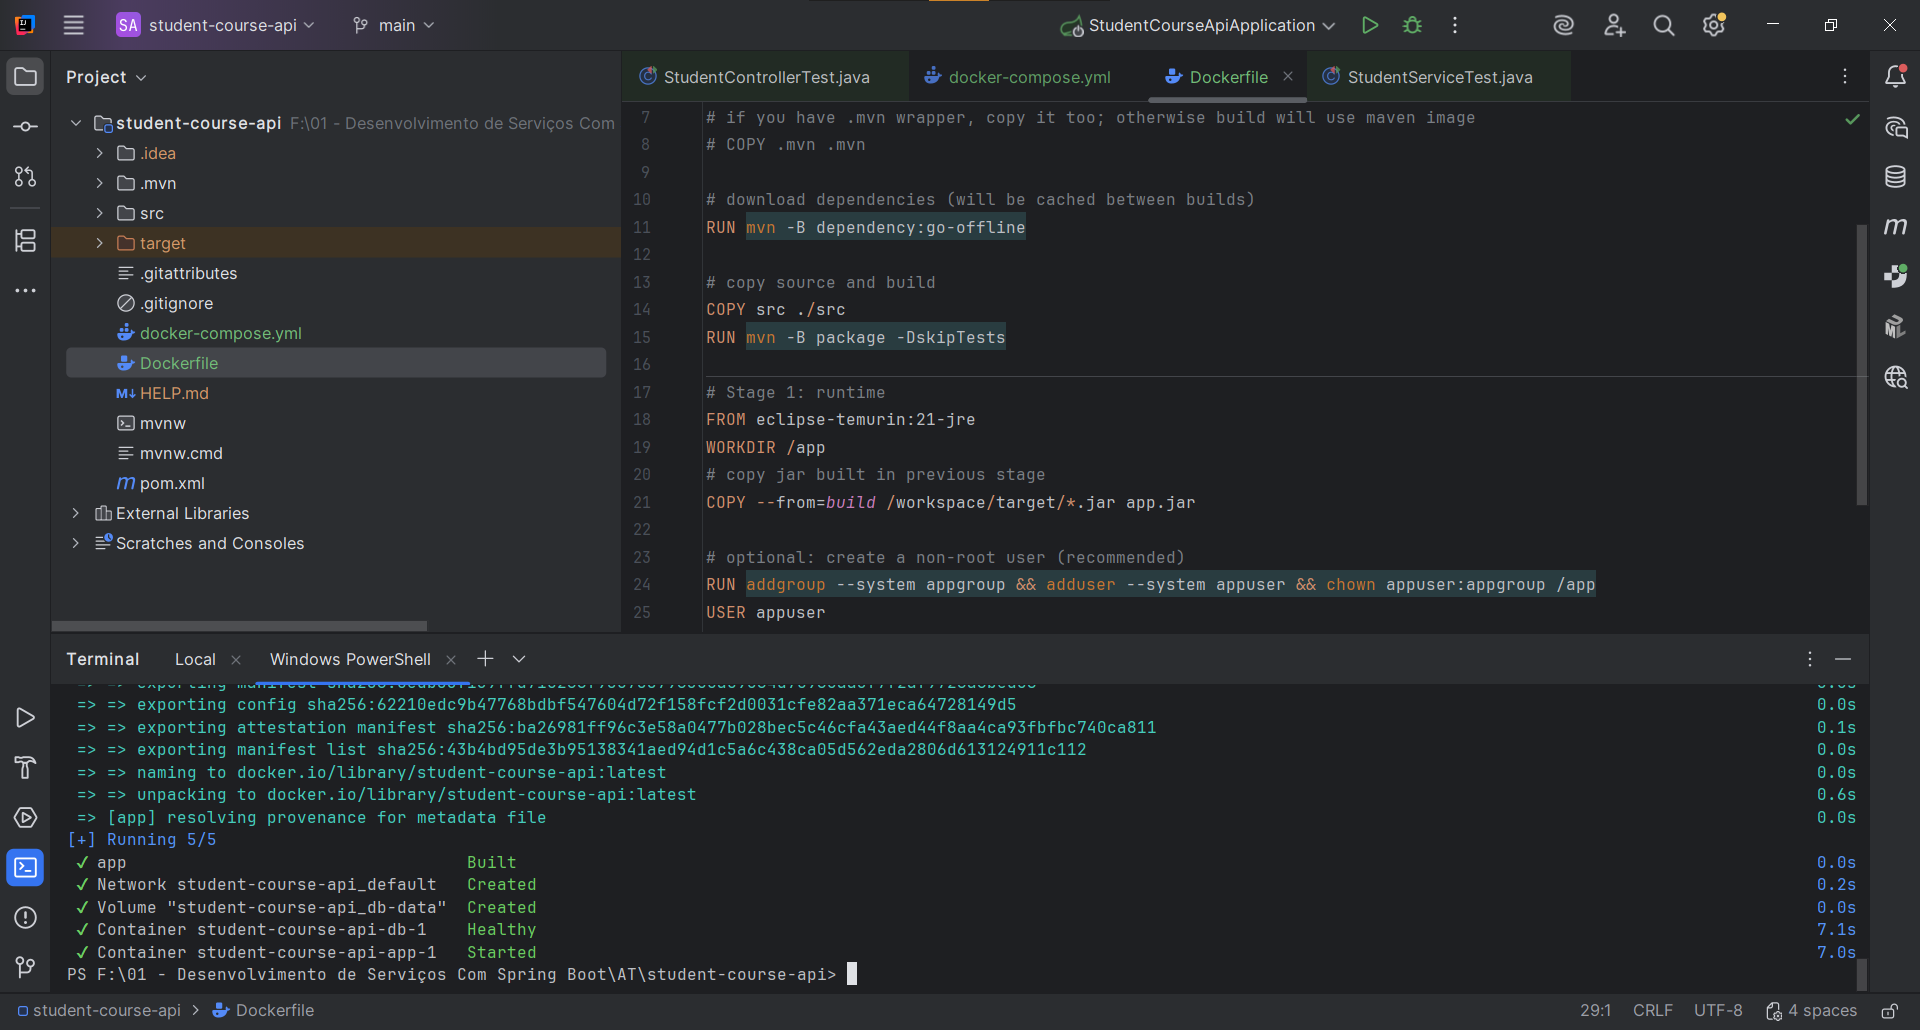 SA student-course-api main StudentCourseApiApplication
Project
student-course-api F:\01 - Desenvolvimento de Serviços Com
.idea
.mvn
src
target
.gitattributes
.gitignore
docker-compose.yml
Dockerfile
M↓ HELP.md
mvnw
mvnw.cmd
m pom.xml
External Libraries
Scratches and Consoles
StudentControllerTest.java docker-compose.yml Dockerfile StudentServiceTest.java
7 # if you have .mvn wrapper, copy it too; otherwise build will use maven image
8 # COPY .mvn .mvn
9
10 # download dependencies (will be cached between builds)
11 RUN mvn -B dependency:go-offline
12
13 # copy source and build
14 COPY src ./src
15 RUN mvn -B package -DskipTests
16
17 # Stage 1: runtime
18 FROM eclipse-temurin:21-jre
19 WORKDIR /app
20 # copy jar built in previous stage
21 COPY --from=build /workspace/target/*.jar app.jar
22
23 # optional: create a non-root user (recommended)
24 RUN addgroup --system appgroup && adduser --system appuser && chown appuser:appgroup /app
25 USER appuser
Terminal Local Windows PowerShell
=> => exporting manifest
=> => exporting config sha256:62210edc9b47768bdbf547604d72f158fcf2d0031cfe82aa371eca64728149d5 0.0s
=> => exporting attestation manifest sha256:ba26981ff96c3e58a0477b028bec5c46cfa43aed44f8aa4ca93fbfbc740ca811 0.1s
=> => exporting manifest list sha256:43b4bd95de3b95138341aed94d1c5a6c438ca05d562eda2806d613124911c112 0.0s
=> => naming to docker.io/library/student-course-api:latest 0.0s
=> => unpacking to docker.io/library/student-course-api:latest 0.6s
=> [app] resolving provenance for metadata file 0.0s
[+] Running 5/5
✓ app Built 0.0s
✓ Network student-course-api_default Created 0.2s
✓ Volume "student-course-api_db-data" Created 0.0s
✓ Container student-course-api-db-1 Healthy 7.1s
✓ Container student-course-api-app-1 Started 7.0s
PS F:\01 - Desenvolvimento de Serviços Com Spring Boot\AT\student-course-api>
student-course-api > Dockerfile 29:1 CRLF UTF-8 4 spaces